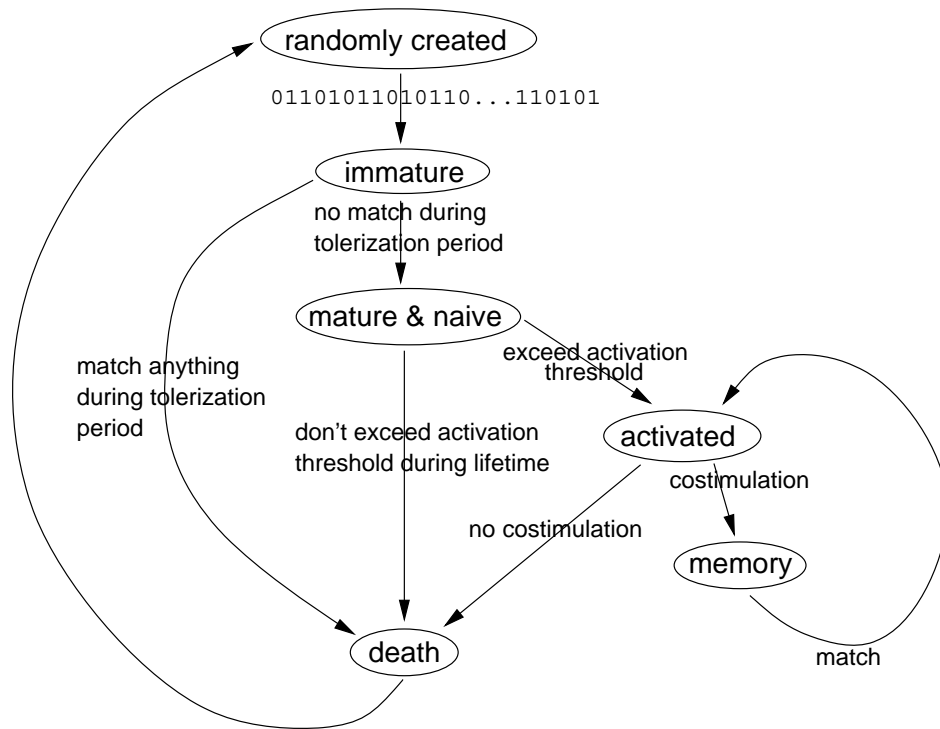 randomly created
01101011010110...110101
immature
no match during
tolerization period
mature & naive
exceed activation
threshold
match anything
during tolerization
period
don't exceed activation
threshold during lifetime
activated
costimulation
no costimulation
memory
death
match